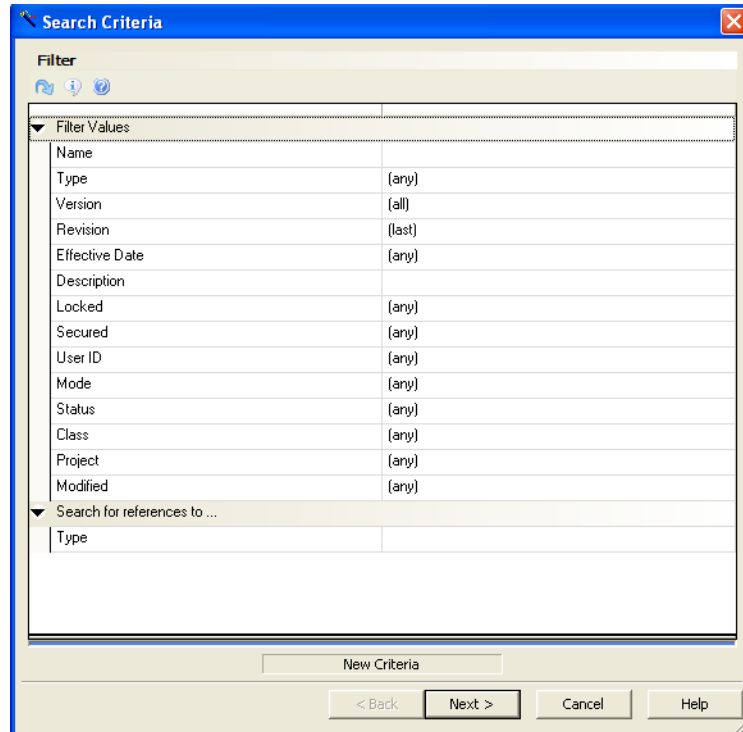 Search Criteria
Filter
Filter Values
Name
Type (any)
Version (all)
Revision (last)
Effective Date (any)
Description
Locked (any)
Secured (any)
User ID (any)
Mode (any)
Status (any)
Class (any)
Project (any)
Modified (any)
Search for references to ...
Type
New Criteria
< Back Next > Cancel Help